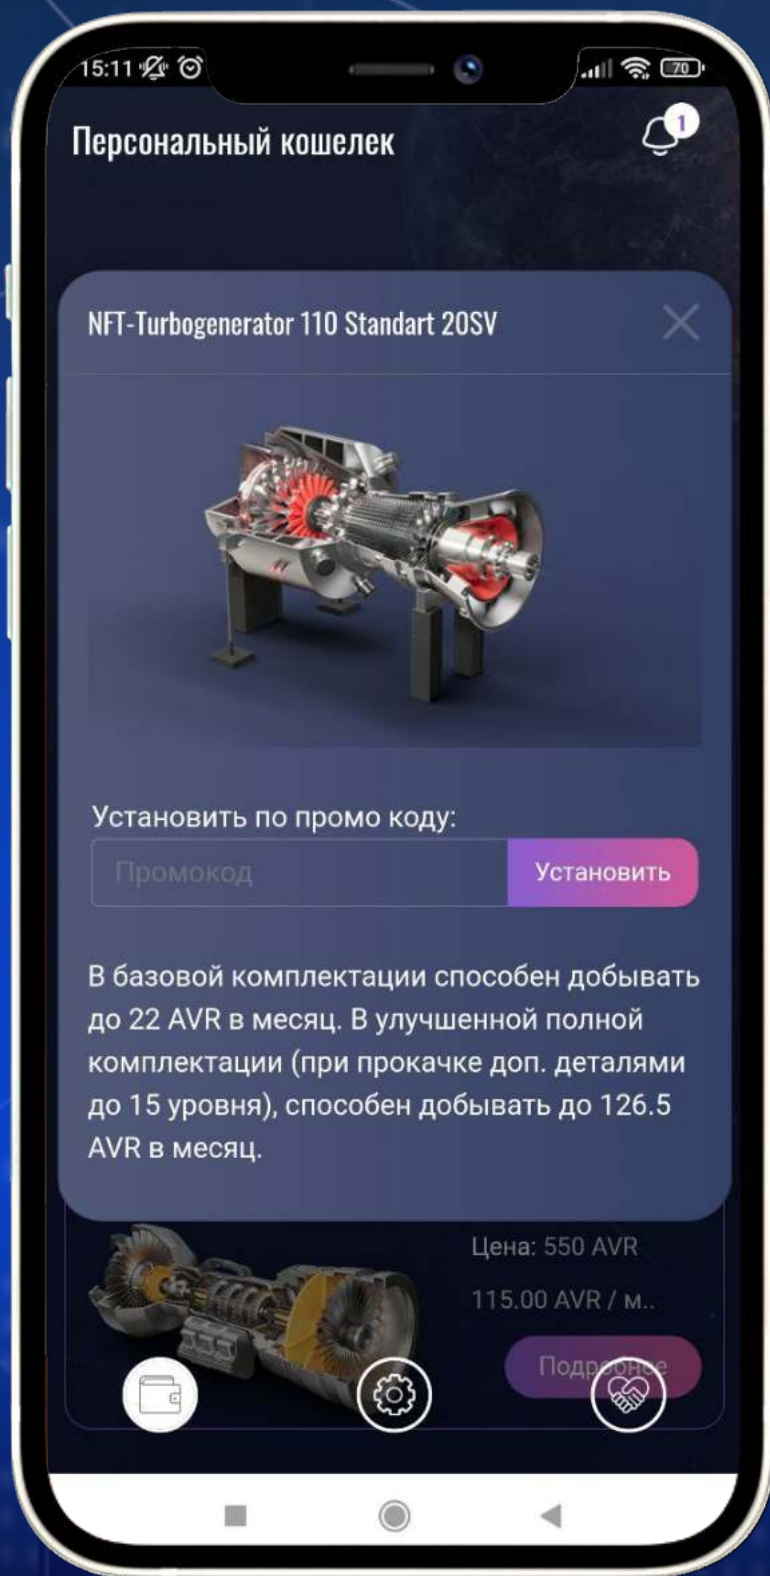 15:11
70
Персональный кошелек
1
NFT-Turbogenerator 110 Standart 20SV
Установить по промо коду:
Промокод
Установить
В базовой комплектации способен добывать
до 22 AVR в месяц. В улучшенной полной
комплектации (при прокачке доп. деталями
до 15 уровня), способен добывать до 126.5
AVR в месяц.
Цена: 550 AVR
115.00 AVR / м..
Подробнее